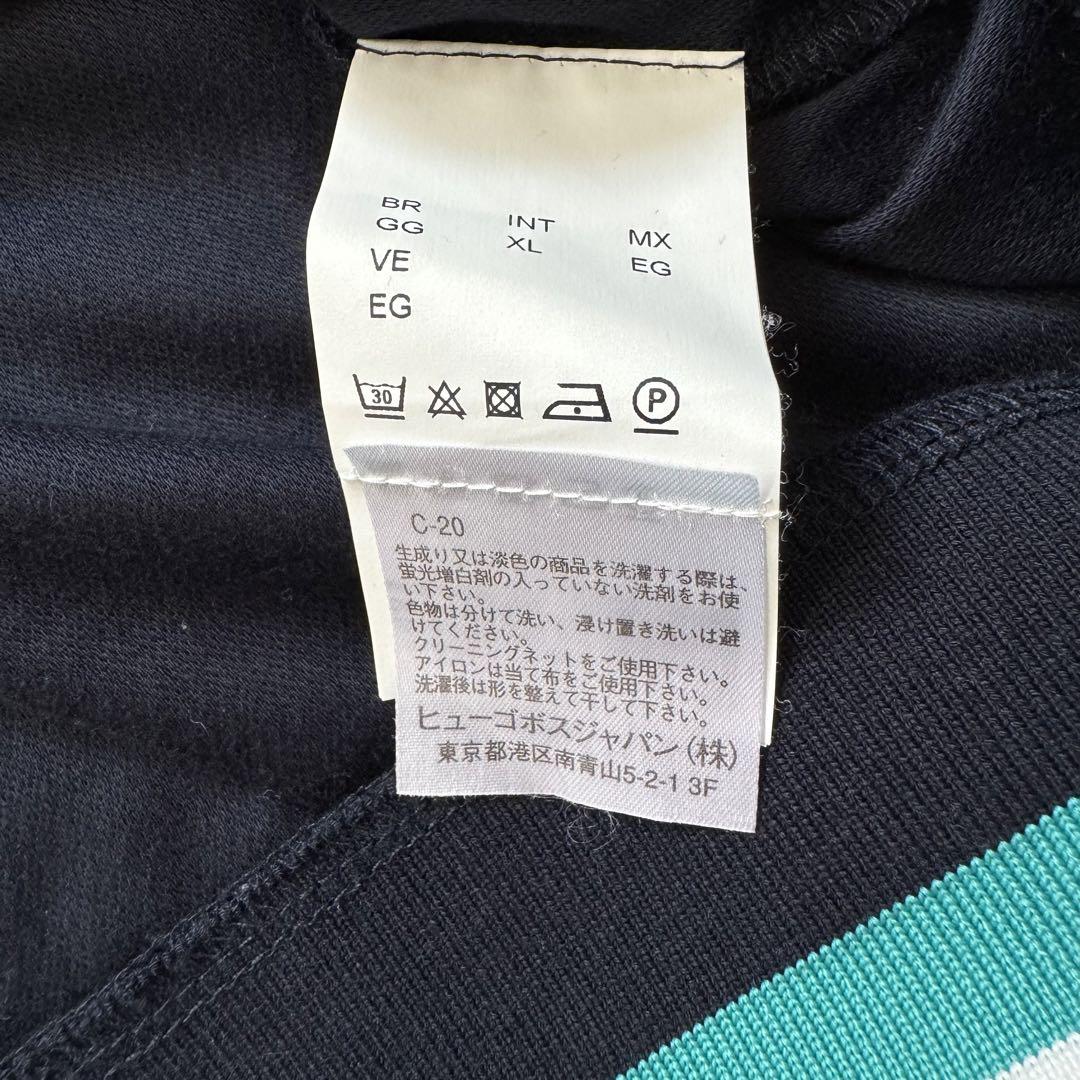 BR
GG
INT
XL
MX
EG
VE
EG
30
P
C-20
生成り又は淡色の商品を洗濯する際は、
蛍光増白剤の入っていない洗剤をお使
い下さい。
色物は分けて洗い、浸け置き洗いは避
けてください。
クリーニングネットをご使用下さい。
アイロンは当て布をご使用下さい。
洗濯後は形を整えて干して下さい。
ヒューゴボスジャパン(株)
東京都港区南青山5-2-1 3F